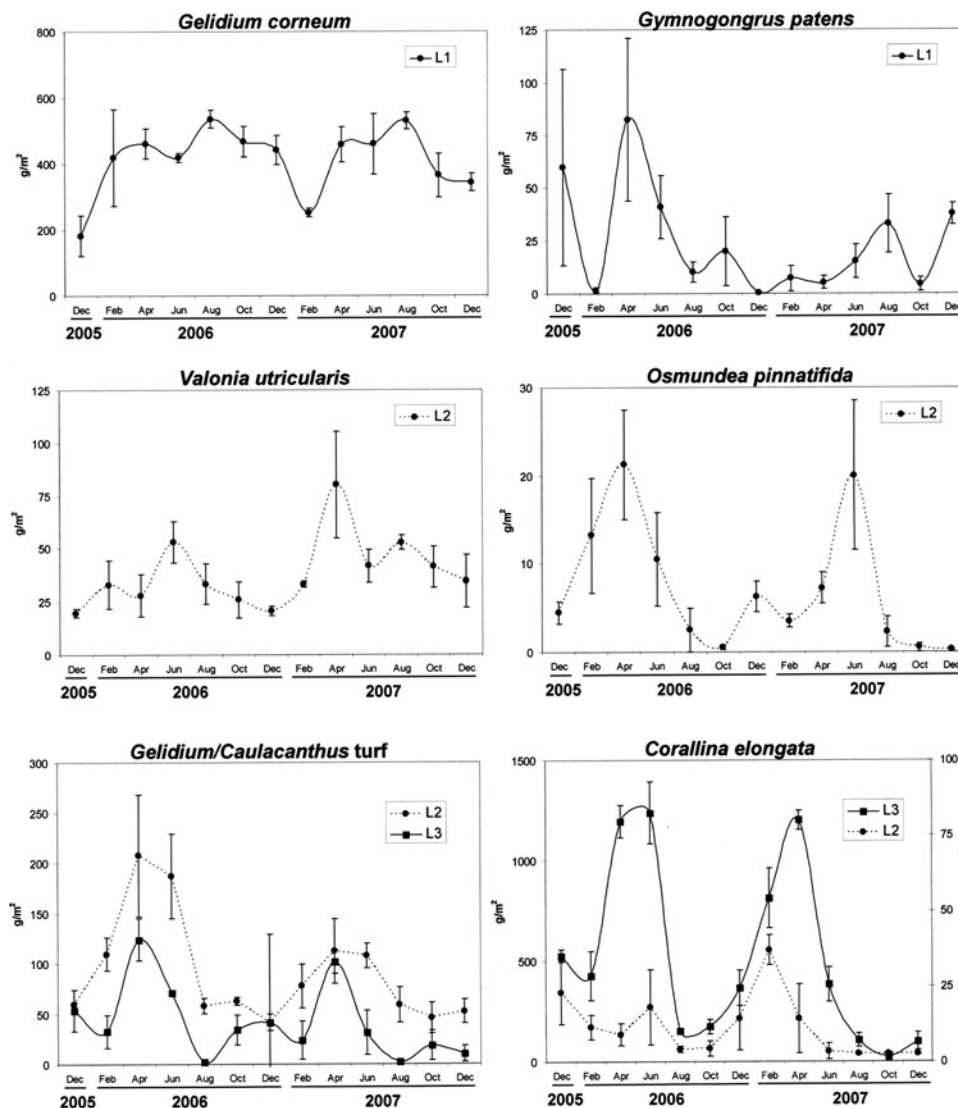 Gelidium corneum
800
600
400
200
0
g/m²
L1
Dec Feb Apr Jun Aug Oct Dec Feb Apr Jun Aug Oct Dec
2005 2006 2007
Gymnogongrus patens
125
100
75
50
25
0
g/m²
L1
Dec Feb Apr Jun Aug Oct Dec Feb Apr Jun Aug Oct Dec
2005 2006 2007
Valonia utricularis
125
100
75
50
25
0
g/m²
L2
Dec Feb Apr Jun Aug Oct Dec Feb Apr Jun Aug Oct Dec
2005 2006 2007
Osmundea pinnatifida
30
20
10
0
g/m²
L2
Dec Feb Apr Jun Aug Oct Dec Feb Apr Jun Aug Oct Dec
2005 2006 2007
Gelidium/Caulacanthus turf
300
250
200
150
100
50
0
g/m²
L2
L3
Dec Feb Apr Jun Aug Oct Dec Feb Apr Jun Aug Oct Dec
2005 2006 2007
Corallina elongata
1500
1000
500
0
g/m²
100
75
50
25
0
L3
L2
Dec Feb Apr Jun Aug Oct Dec Feb Apr Jun Aug Oct Dec
2005 2006 2007